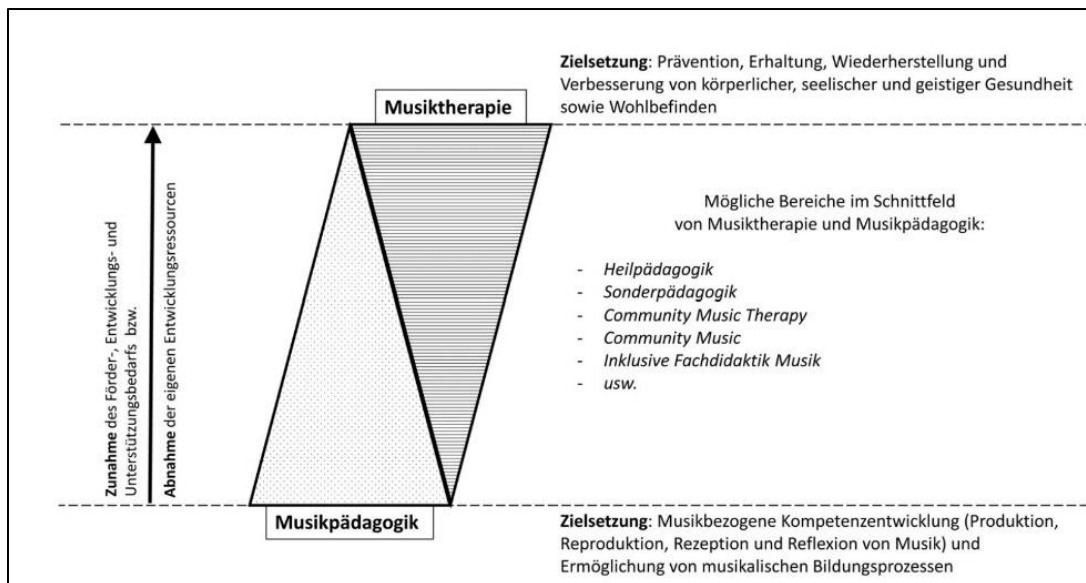 Zielsetzung: Prävention, Erhaltung, Wiederherstellung und
Verbesserung von körperlicher, seelischer und geistiger Gesundheit
sowie Wohlbefinden
Musiktherapie
Zunahme des Förder-, Entwicklungs- und
Unterstützungsbedarfs bzw.
Abnahme der eigenen Entwicklungsressourcen
Mögliche Bereiche im Schnittfeld
von Musiktherapie und Musikpädagogik:
- Heilpädagogik
- Sonderpädagogik
- Community Music Therapy
- Community Music
- Inklusive Fachdidaktik Musik
- usw.
Musikpädagogik
Zielsetzung: Musikbezogene Kompetenzentwicklung (Produktion,
Reproduktion, Rezeption und Reflexion von Musik) und
Ermöglichung von musikalischen Bildungsprozessen